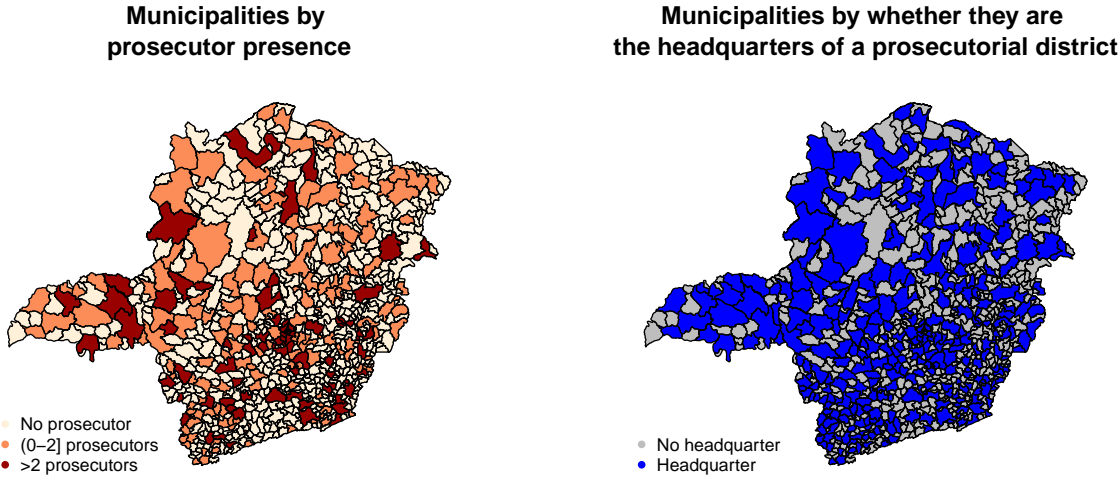 Municipalities by
prosecutor presence
Municipalities by whether they are
the headquarters of a prosecutorial district
No prosecutor
(0–2] prosecutors
>2 prosecutors
No headquarter
Headquarter